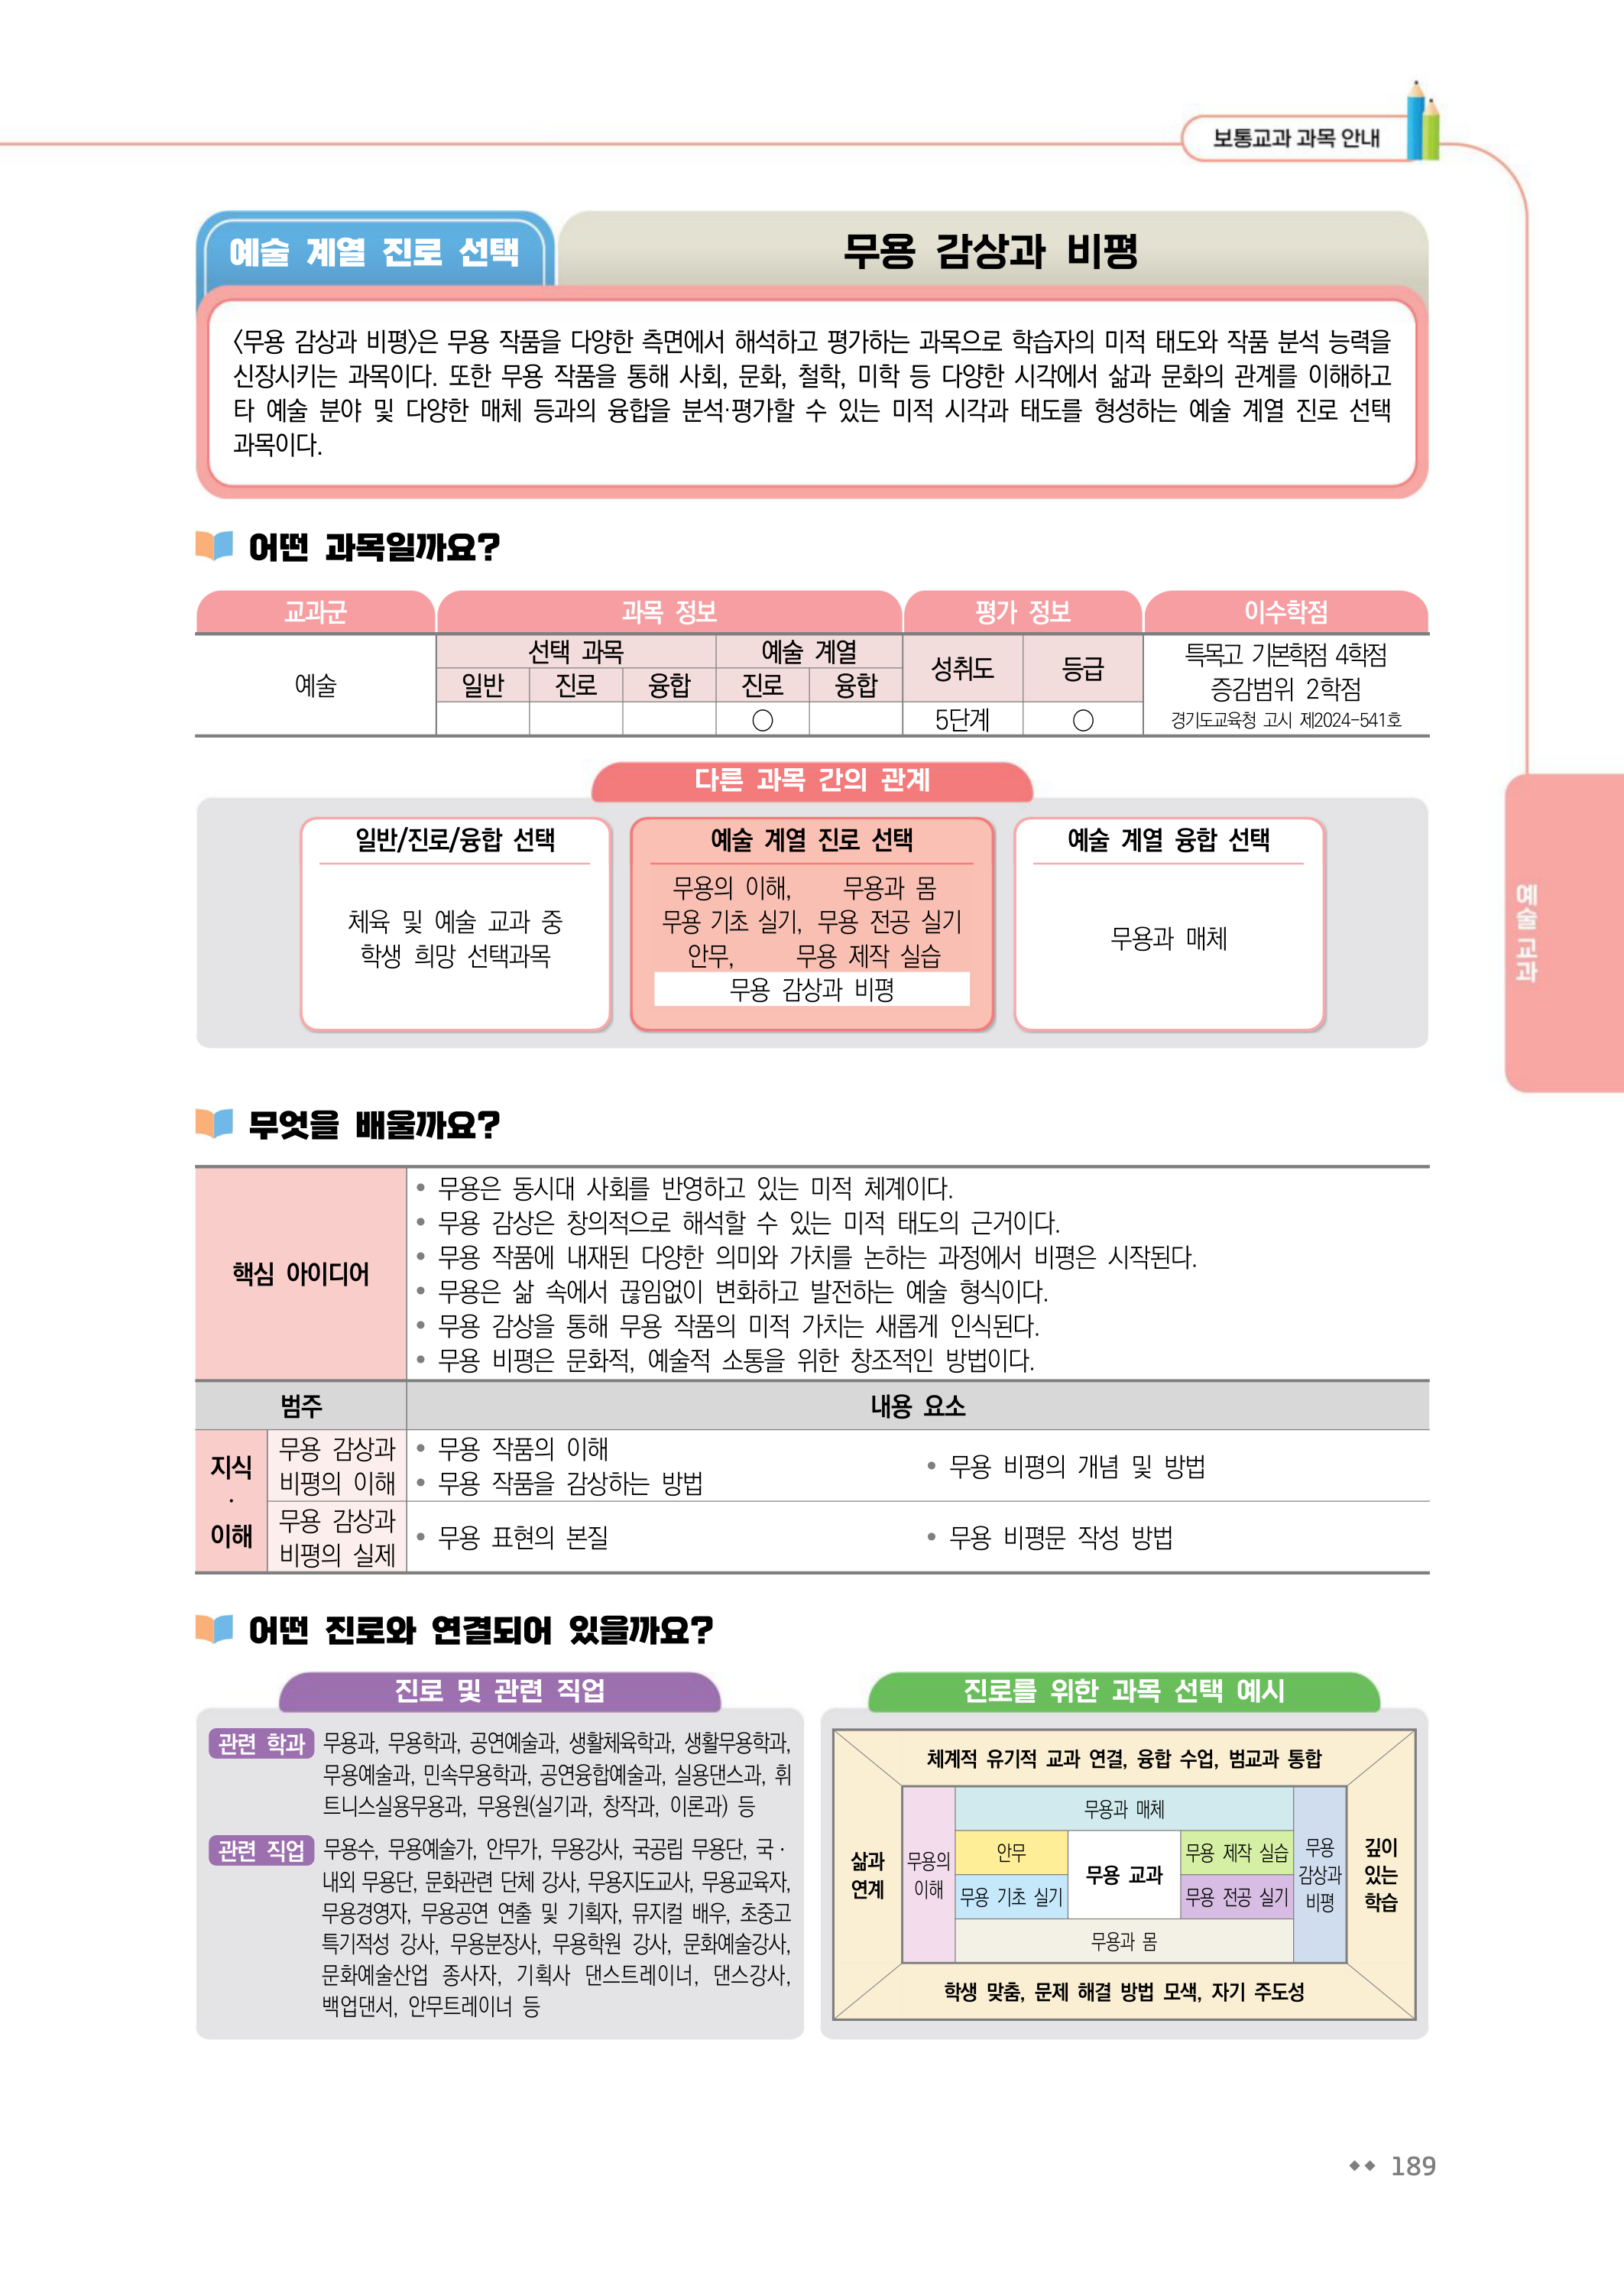 보통교과 과목 안내
예술 계열 진로 선택
무용 감상과 비평
〈무용 감상과 비평〉은 무용 작품을 다양한 측면에서 해석하고 평가하는 과목으로 학습자의 미적 태도와 작품 분석 능력을
신장시키는 과목이다. 또한 무용 작품을 통해 사회, 문화, 철학, 미학 등 다양한 시각에서 삶과 문화의 관계를 이해하고
타 예술 분야 및 다양한 매체 등과의 융합을 분석·평가할 수 있는 미적 시각과 태도를 형성하는 예술 계열 진로 선택
과목이다.
어떤 과목일까요?
교과군 과목 정보 평가 정보 이수학점
예술
선택 과목 예술 계열 성취도 등급
일반 진로 융합 진로 융합
○ 5단계 ○
특목고 기본학점 4학점
증감범위 2학점
경기도교육청 고시 제2024-541호
다른 과목 간의 관계
일반/진로/융합 선택
체육 및 예술 교과 중
학생 희망 선택과목
예술 계열 진로 선택
무용의 이해, 무용과 몸
무용 기초 실기, 무용 전공 실기
안무, 무용 제작 실습
무용 감상과 비평
예술 계열 융합 선택
무용과 매체
예술 교과
무엇을 배울까요?
핵심 아이디어
• 무용은 동시대 사회를 반영하고 있는 미적 체계이다.
• 무용 감상은 창의적으로 해석할 수 있는 미적 태도의 근거이다.
• 무용 작품에 내재된 다양한 의미와 가치를 논하는 과정에서 비평은 시작된다.
• 무용은 삶 속에서 끊임없이 변화하고 발전하는 예술 형식이다.
• 무용 감상을 통해 무용 작품의 미적 가치는 새롭게 인식된다.
• 무용 비평은 문화적, 예술적 소통을 위한 창조적인 방법이다.
범주 내용 요소
지식
·
이해
무용 감상과
비평의 이해
• 무용 작품의 이해
• 무용 작품을 감상하는 방법
• 무용 비평의 개념 및 방법
무용 감상과
비평의 실제
• 무용 표현의 본질
• 무용 비평문 작성 방법
어떤 진로와 연결되어 있을까요?
진로 및 관련 직업
관련 학과 무용과, 무용학과, 공연예술과, 생활체육학과, 생활무용학과,
무용예술과, 민속무용학과, 공연융합예술과, 실용댄스과, 휘
트니스실용무용과, 무용원(실기과, 창작과, 이론과) 등
관련 직업 무용수, 무용예술가, 안무가, 무용강사, 국공립 무용단, 국·
내외 무용단, 문화관련 단체 강사, 무용지도교사, 무용교육자,
무용경영자, 무용공연 연출 및 기획자, 뮤지컬 배우, 초중고
특기적성 강사, 무용분장사, 무용학원 강사, 문화예술강사,
문화예술산업 종사자, 기획사 댄스트레이너, 댄스강사,
백업댄서, 안무트레이너 등
진로를 위한 과목 선택 예시
체계적 유기적 교과 연결, 융합 수업, 범교과 통합
삶과
연계
무용의
이해
무용과 매체
안무
무용 기초 실기
무용 교과
무용 제작 실습
무용 전공 실기
무용과 몸
무용
감상과
비평
깊이
있는
학습
학생 맞춤, 문제 해결 방법 모색, 자기 주도성
189